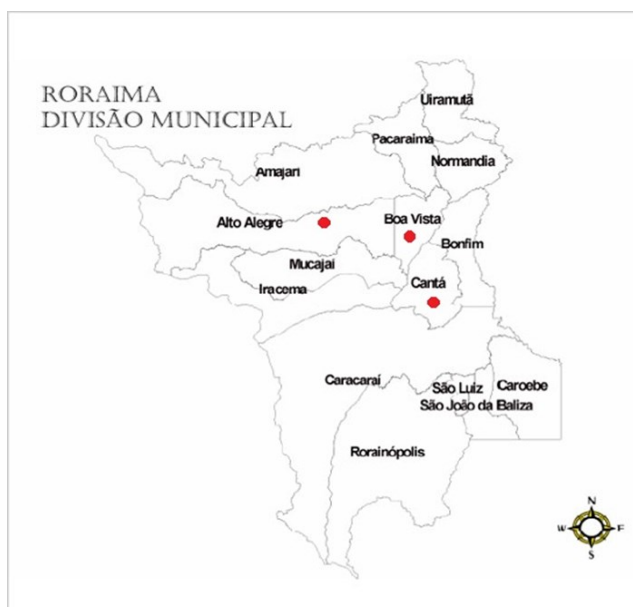 RORAIMA
DIVISÃO MUNICIPAL
Uiramutã
Pacaraima
Normandia
Amajari
Alto Alegre
Boa Vista
Bonfim
Mucajaí
Cantá
Iracema
Caracaraí
São Luiz
Caroebe
São João da Baliza
Rorainópolis
N
W
E
S